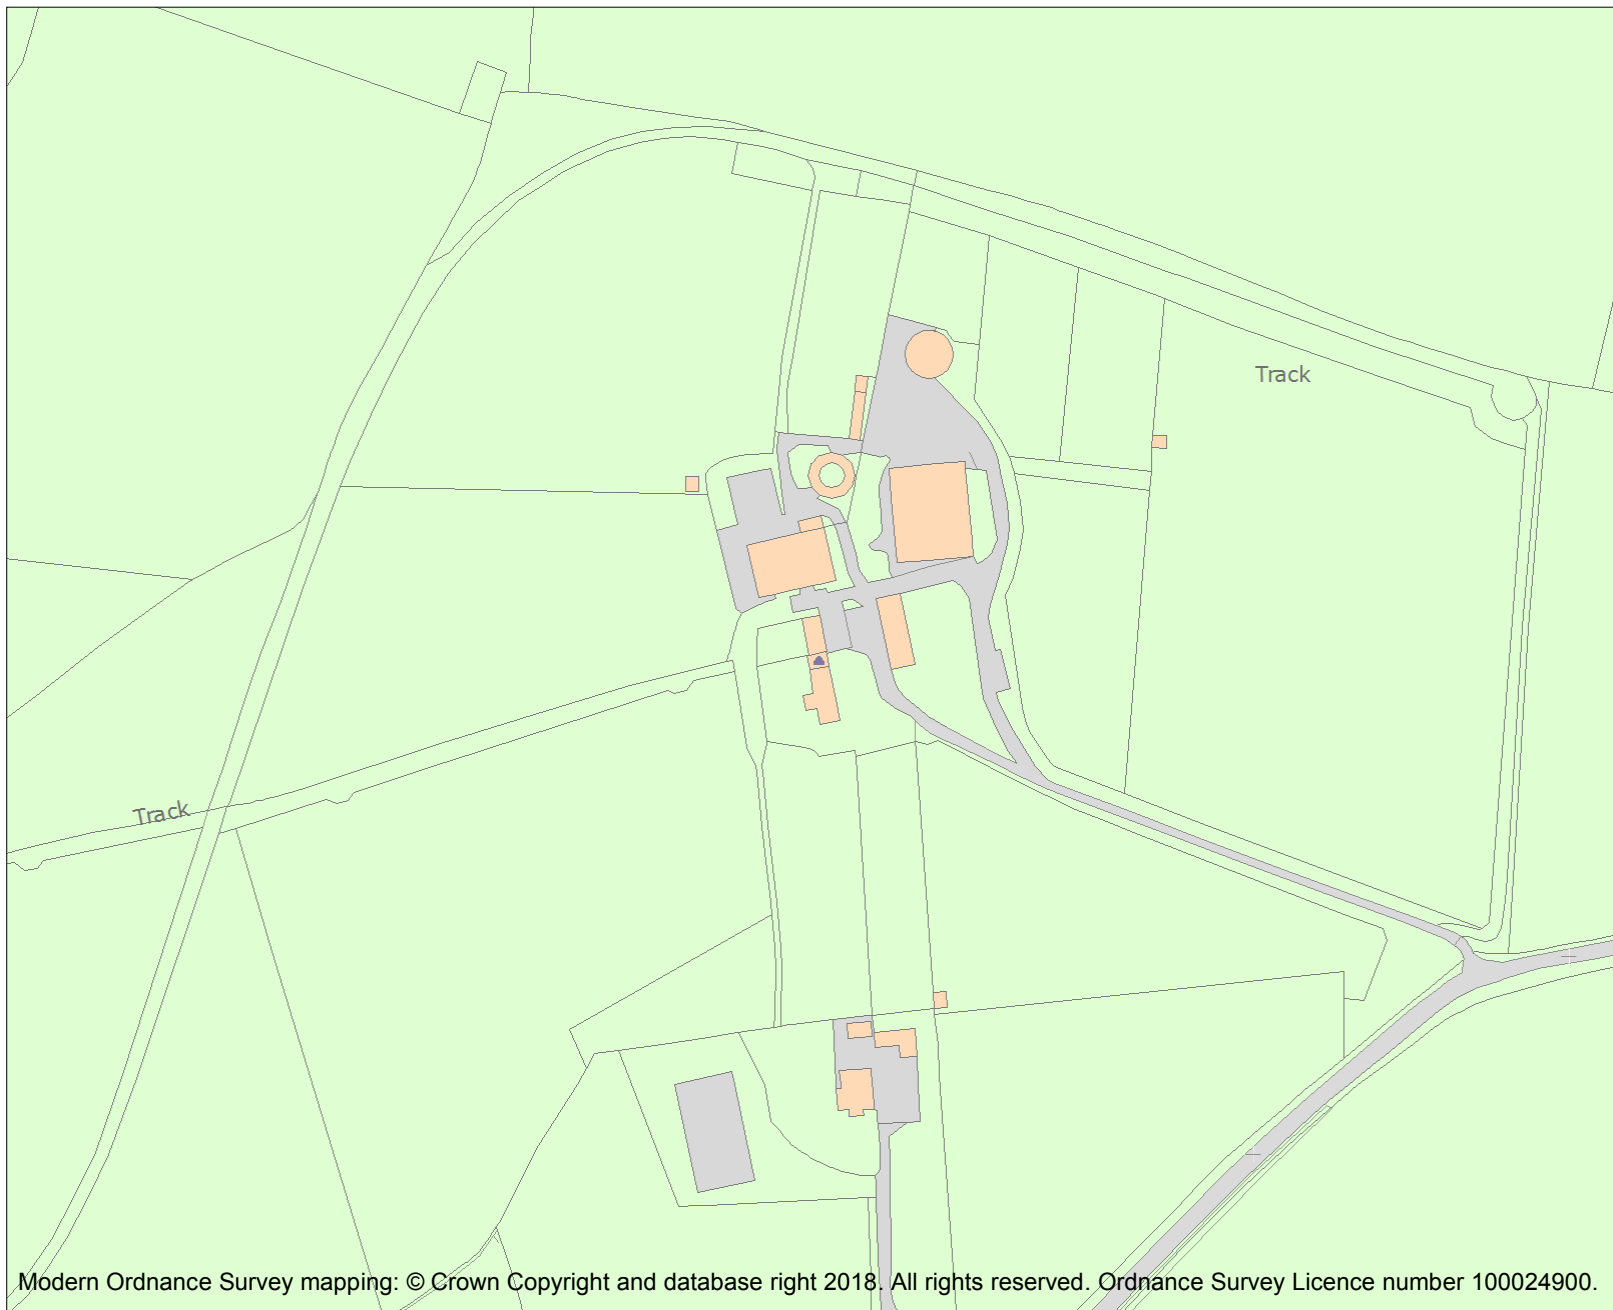 Track
Track
Modern Ordnance Survey mapping: © Crown Copyright and database right 2018. All rights reserved. Ordnance Survey Licence number 100024900.